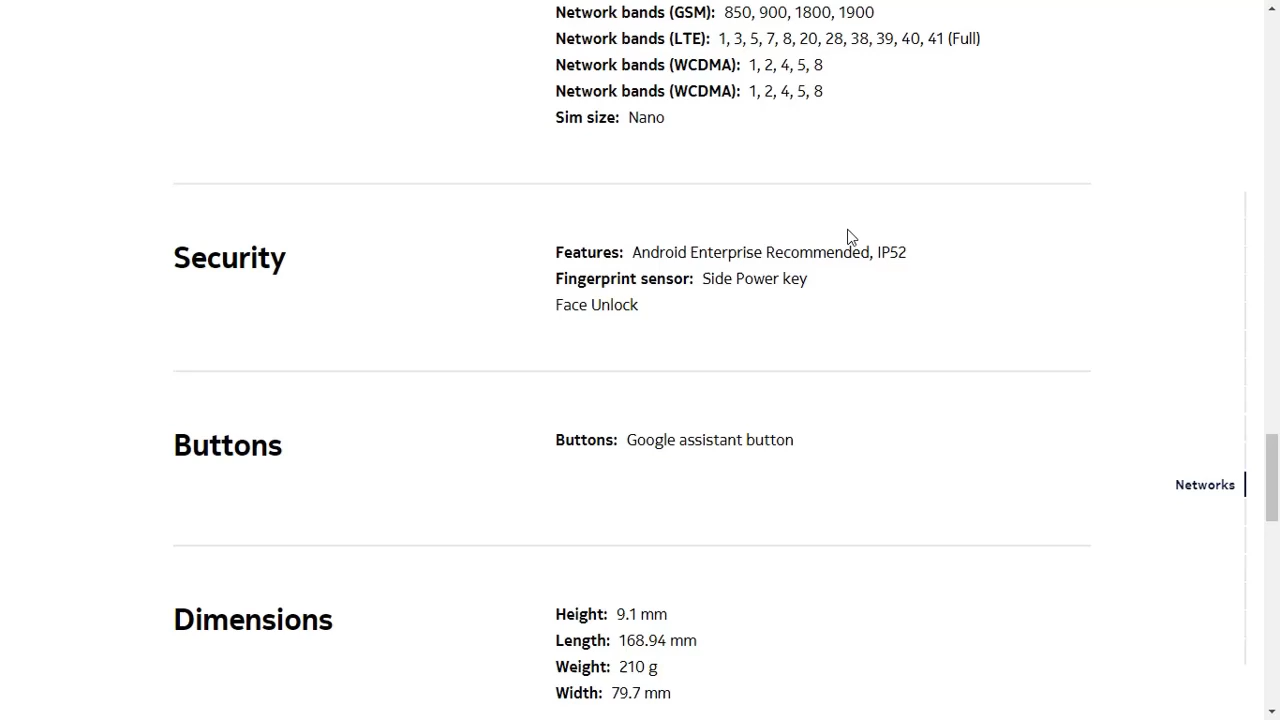 Network bands (GSM): 850, 900, 1800, 1900
Network bands (LTE): 1, 3, 5, 7, 8, 20, 28, 38, 39, 40, 41 (Full)
Network bands (WCDMA): 1, 2, 4, 5, 8
Network bands (WCDMA): 1, 2, 4, 5, 8
Sim size: Nano
Security
Features: Android Enterprise Recommended, IP52
Fingerprint sensor: Side Power key
Face Unlock
Buttons
Buttons: Google assistant button
Networks
Dimensions
Height: 9.1 mm
Length: 168.94 mm
Weight: 210 g
Width: 79.7 mm